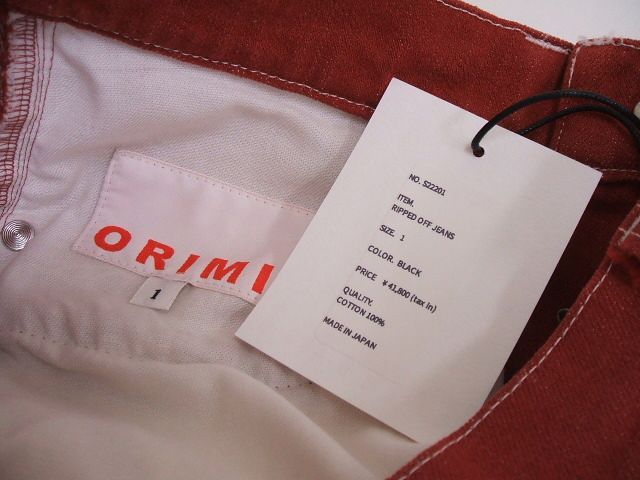 ORIMI
1
NO. S22201
ITEM.
RIPPED OFF JEANS
SIZE. 1
COLOR. BLACK
PRICE ¥41,800 (tax in)
QUALITY.
COTTON 100%
MADE IN JAPAN